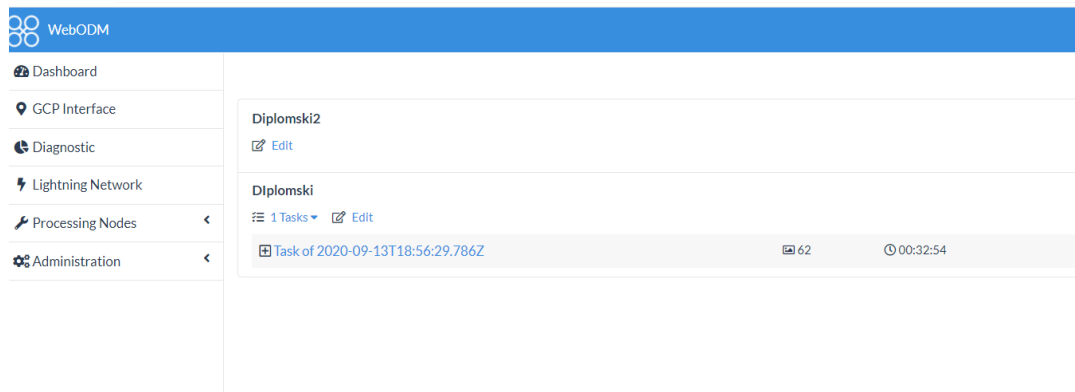 WebODM
Dashboard
GCP Interface
Diagnostic
Lightning Network
Processing Nodes
Administration
Diplomski2
Edit
DIplomski
1 Tasks Edit
Task of 2020-09-13T18:56:29.786Z 62 00:32:54